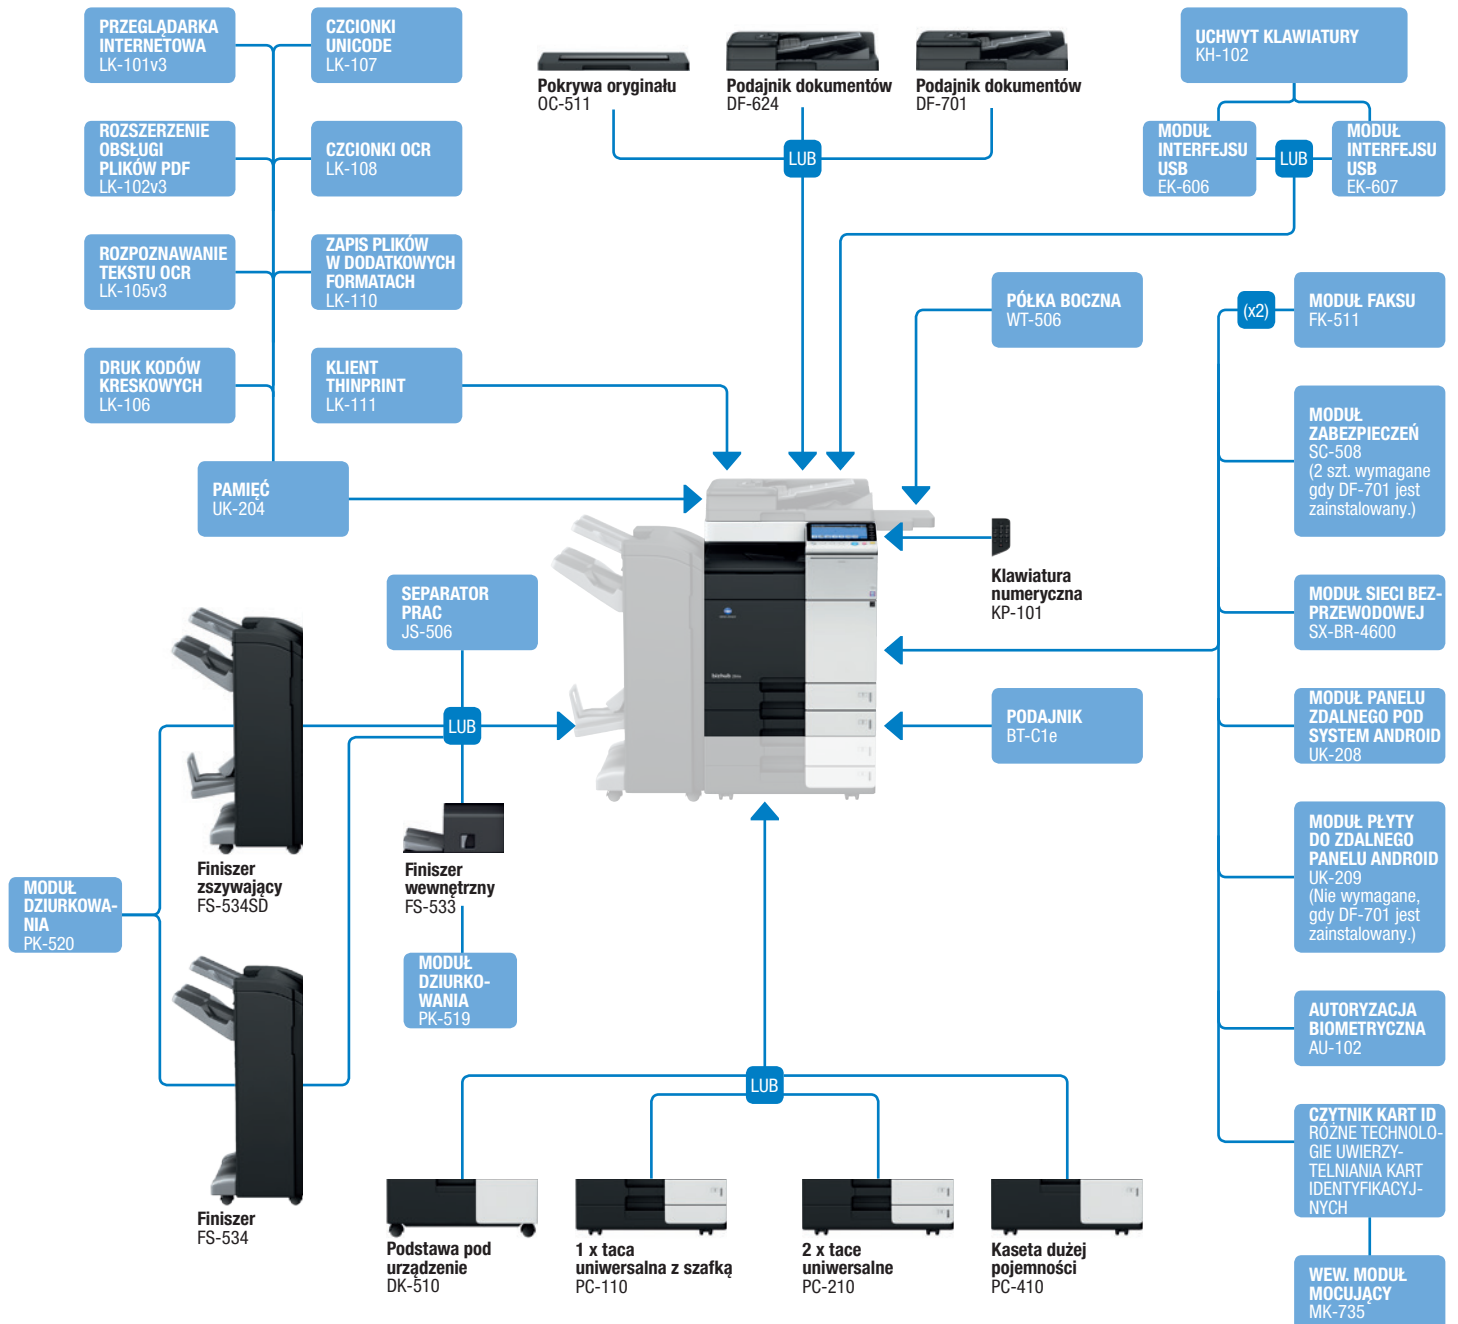 PRZEGLĄDARKA
INTERNETOWA
LK-101v3
CZCIONKI
UNICODE
LK-107
ROZSZERZENIE
OBSŁUGI
PLIKÓW PDF
LK-102v3
CZCIONKI OCR
LK-108
ROZPOZNAWANIE
TEKSTU OCR
LK-105v3
ZAPIS PLIKÓW
W DODATKOWYCH
FORMATACH
LK-110
DRUK KODÓW
KRESKOWYCH
LK-106
KLIENT
THINPRINT
LK-111
PAMIĘĆ
UK-204
Pokrywa oryginału
OC-511
Podajnik dokumentów
DF-624
Podajnik dokumentów
DF-701
LUB
UCHWYT KLAWIATURY
KH-102
MODUŁ
INTERFEJSU
USB
EK-606
LUB
MODUŁ
INTERFEJSU
USB
EK-607
PÓŁKA BOCZNA
WT-506
(x2)
MODUŁ FAKSU
FK-511
MODUŁ
ZABEZPIECZEŃ
SC-508
(2 szt. wymagane
gdy DF-701 jest
zainstalowany.)
Klawiatura
numeryczna
KP-101
MODUŁ SIECI BEZ-
PRZEWODOWEJ
SX-BR-4600
SEPARATOR
PRAC
JS-506
LUB
bizhub
PODAJNIK
BT-C1e
MODUŁ PANELU
ZDALNEGO POD
SYSTEM ANDROID
UK-208
MODUŁ PŁYTY
DO ZDALNEGO
PANELU ANDROID
UK-209
(Nie wymagane,
gdy DF-701 jest
zainstalowany.)
Finiszer
zszywający
FS-534SD
Finiszer
wewnętrzny
FS-533
MODUŁ
DZIURKOWA-
NIA
PK-520
MODUŁ
DZIURKO-
WANIA
PK-519
AUTORYZACJA
BIOMETRYCZNA
AU-102
LUB
CZYTNIK KART ID
RÓŻNE TECHNOLO-
GIE UWIERZY-
TELNIANIA KART
IDENTYFIKACYJ-
NYCH
Finiszer
FS-534
Podstawa pod
urządzenie
DK-510
1 x taca
uniwersalna z szafką
PC-110
2 x tace
uniwersalne
PC-210
Kaseta dużej
pojemności
PC-410
WEW. MODUŁ
MOCUJĄCY
MK-735